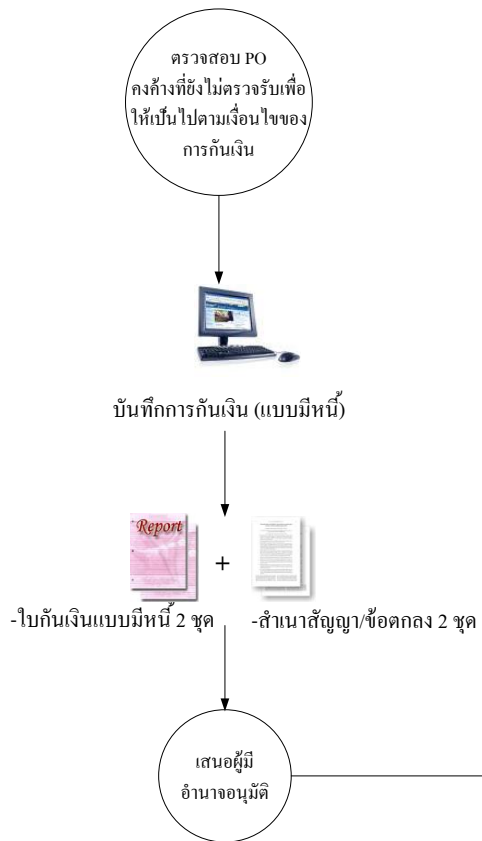 ตรวจสอบ PO
คงค้างที่ยังไม่ตรวจรับเพื่อ
ให้เป็นไปตามเงื่อนไขของ
การกันเงิน
บันทึกการกันเงิน (แบบมีหนี้)
Report
+
-ใบกันเงินแบบมีหนี้ 2 ชุด
-สำเนาสัญญา/ข้อตกลง 2 ชุด
เสนอผู้มี
อำนาจอนุมัติ